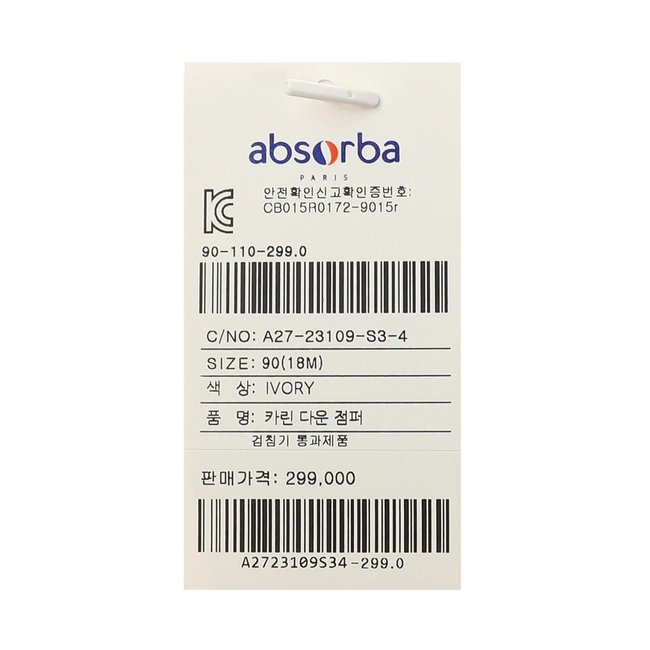 absorba
PARIS
안전확인신고확인증번호:
CB015R0172-9015r
90-110-299.0
C/NO: A27-23109-S3-4
SIZE: 90(18M)
색 상: IVORY
품 명: 카린 다운 점퍼
검침기 통과제품
판매가격: 299,000
A2723109S34-299.0